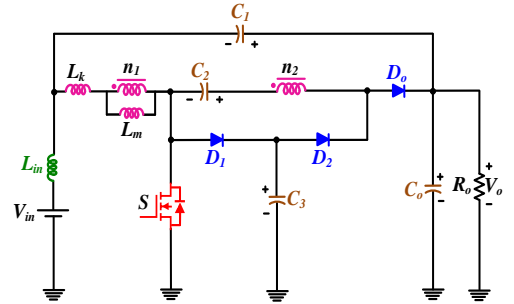 C1
- +
Lk
n1
C2
- +
n2
Do
Lm
Lin
D1
D2
Vin
S
+
-
C3
+
-
Co
Ro
+
-
Vo